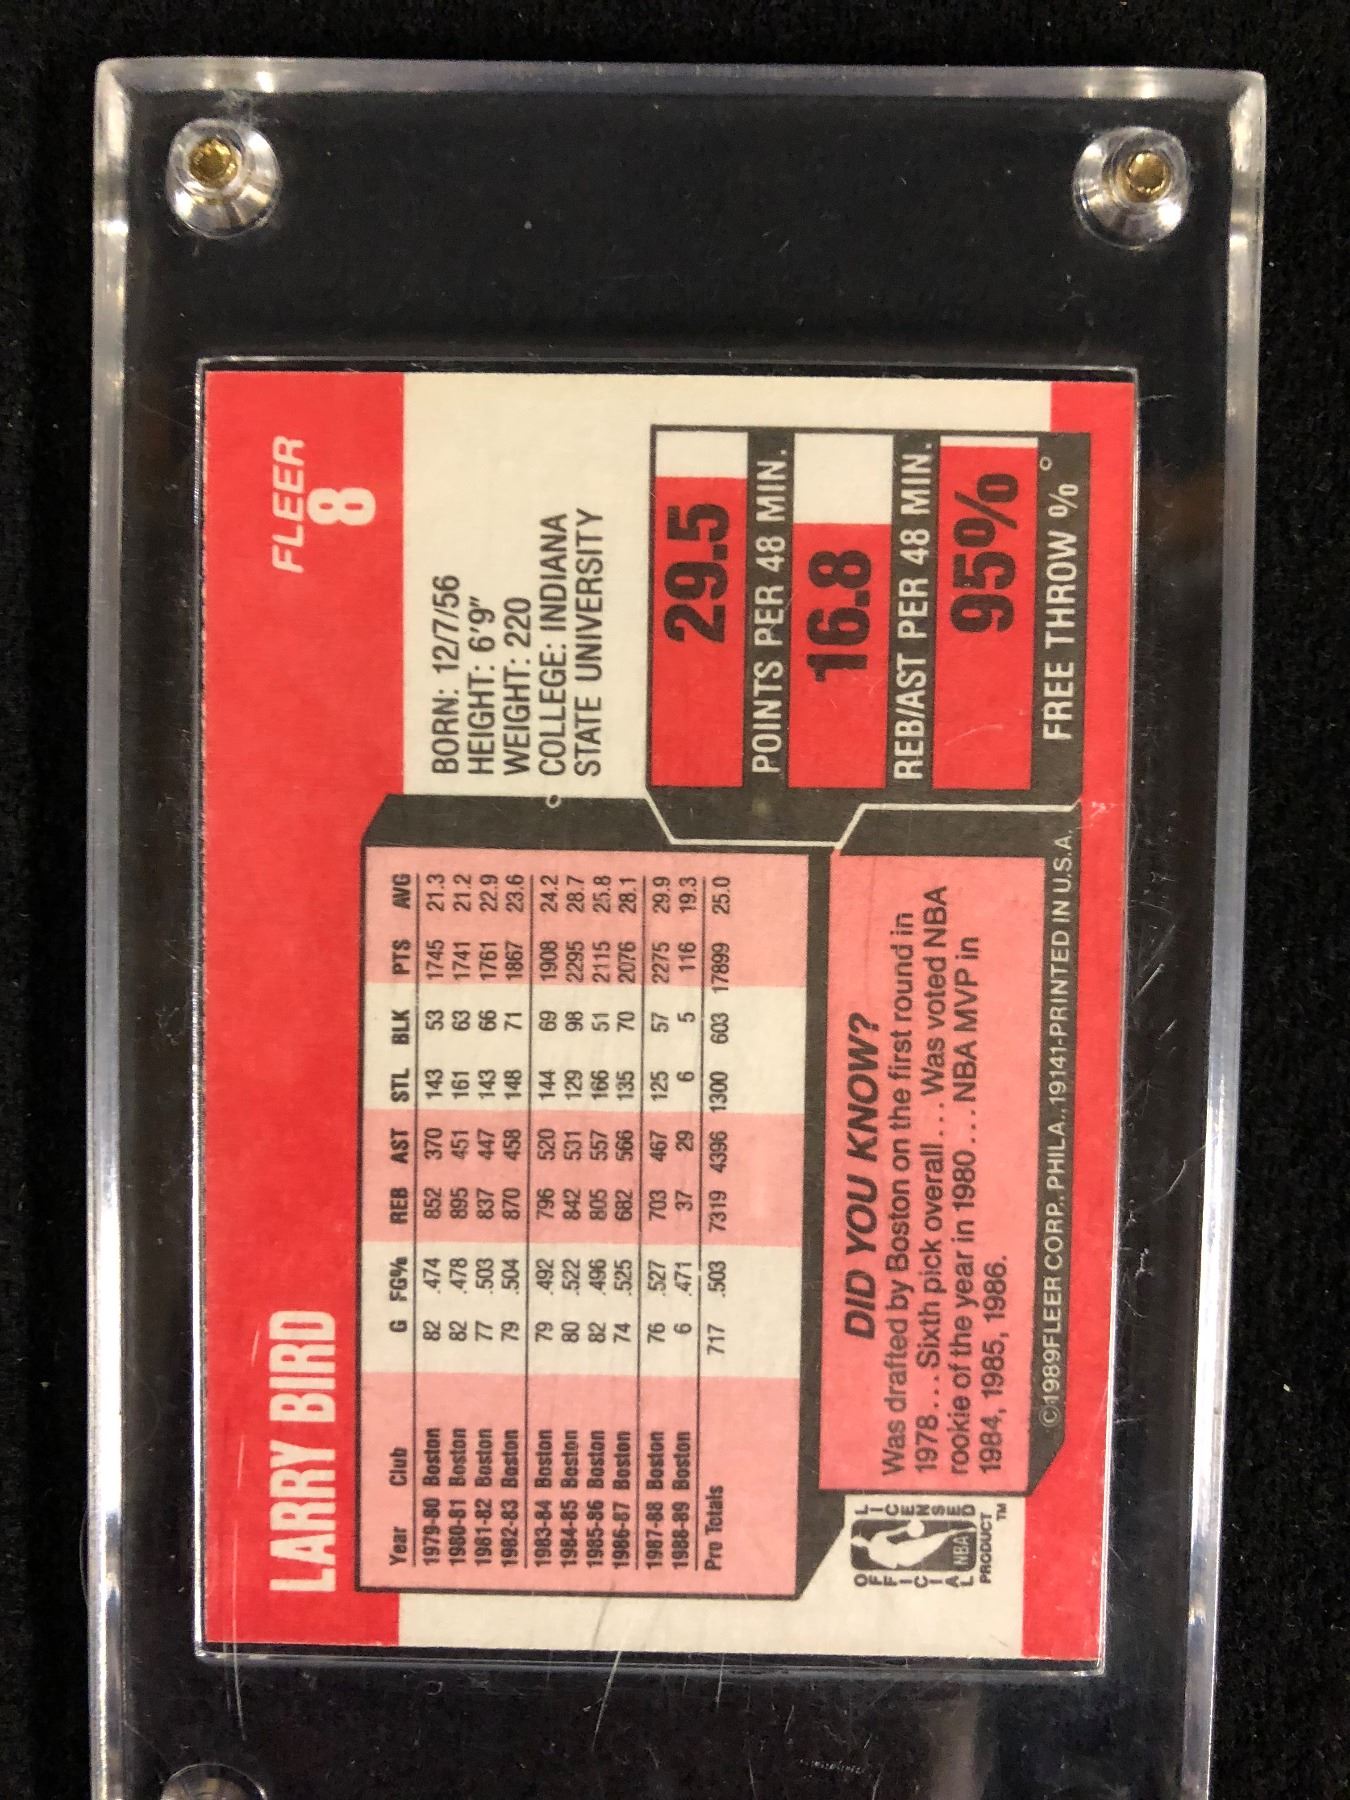 LARRY BIRD
FLEER
8
BORN: 12/7/56
HEIGHT: 6'9"
WEIGHT: 220
COLLEGE: INDIANA
STATE UNIVERSITY
Year Club G FG% REB AST STL BLK PTS AVG
1979-80 Boston 82 .474 852 370 143 53 1745 21.3
1980-81 Boston 82 .478 895 451 161 63 1741 21.2
1981-82 Boston 77 .503 837 447 143 66 1761 22.9
1982-83 Boston 79 .504 870 458 148 71 1867 23.6
1983-84 Boston 79 .492 796 520 144 69 1908 24.2
1984-85 Boston 80 .522 842 531 129 98 2295 28.7
1985-86 Boston 82 .496 805 557 166 51 2115 25.8
1986-87 Boston 74 .525 682 566 135 70 2076 28.1
1987-88 Boston 76 .527 703 467 125 57 2275 29.9
1988-89 Boston 6 .471 37 29 6 5 116 19.3
Pro Totals 717 .503 7319 4396 1300 603 17899 25.0
29.5
POINTS PER 48 MIN.
16.8
REB/AST PER 48 MIN.
95%
FREE THROW %
DID YOU KNOW?
Was drafted by Boston on the first round in
1978...Sixth pick overall... Was voted NBA
rookie of the year in 1980...NBA MVP in
1984, 1985, 1986.
OFFICIAL LICENSED
NBA
PRODUCT™
©1989FLEER CORP., PHILA.,19141-PRINTED IN U.S.A.